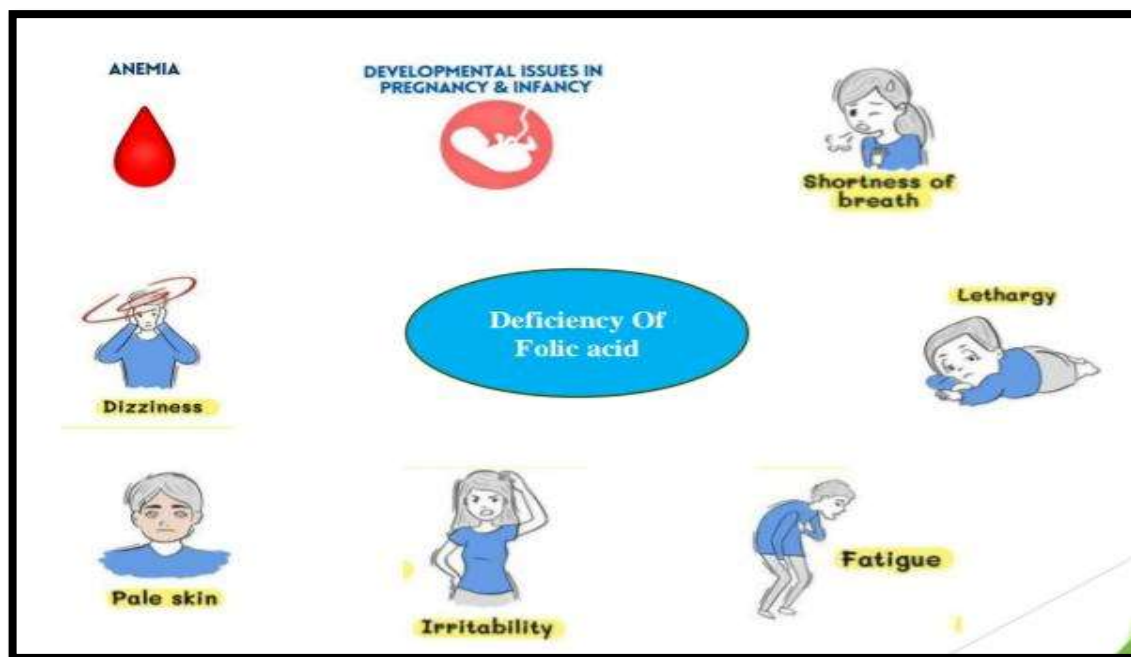 ANEMIA
DEVELOPMENTAL ISSUES IN
PREGNANCY & INFANCY
Shortness of
breath
Dizziness
Deficiency Of
Folic acid
Lethargy
Pale skin
Irritability
Fatigue